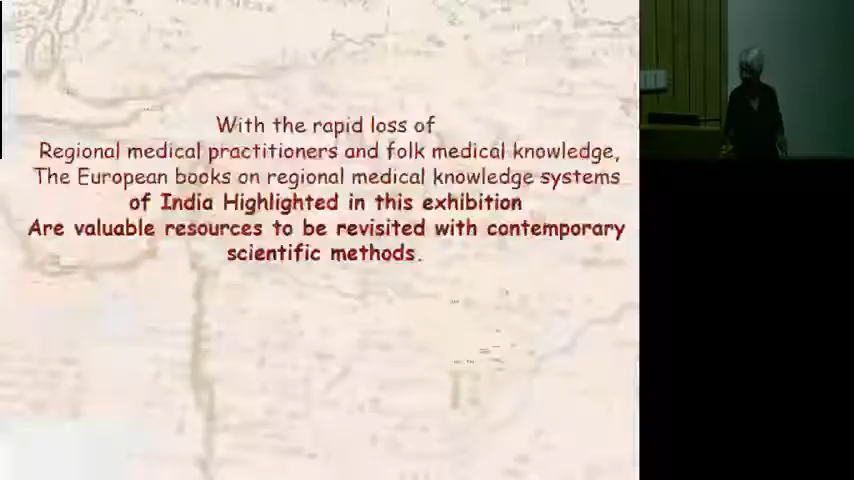 With the rapid loss of
Regional medical practitioners and folk medical knowledge,
The European books on regional medical knowledge systems
of India Highlighted in this exhibition
Are valuable resources to be revisited with contemporary
scientific methods.